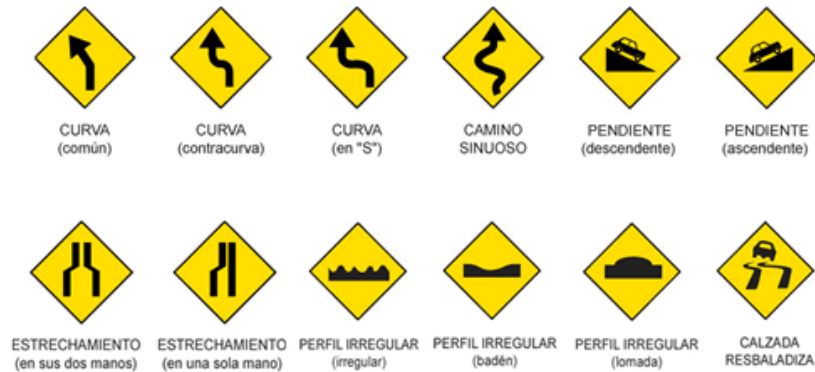 CURVA
(común)
CURVA
(contracurva)
CURVA
(en "S")
CAMINO
SINUOSO
PENDIENTE
(descendente)
PENDIENTE
(ascendente)
ESTRECHAMIENTO
(en sus dos manos)
ESTRECHAMIENTO
(en una sola mano)
PERFIL IRREGULAR
(irregular)
PERFIL IRREGULAR
(badén)
PERFIL IRREGULAR
(lomada)
CALZADA
RESBALADIZA